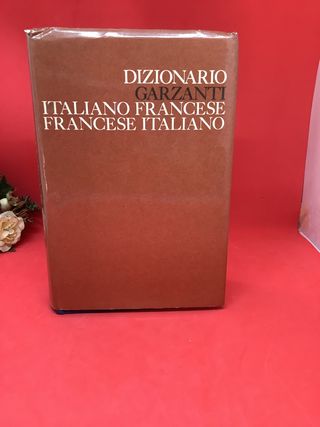 DIZIONARIO
GARZANTI
ITALIANO FRANCESE
FRANCESE ITALIANO